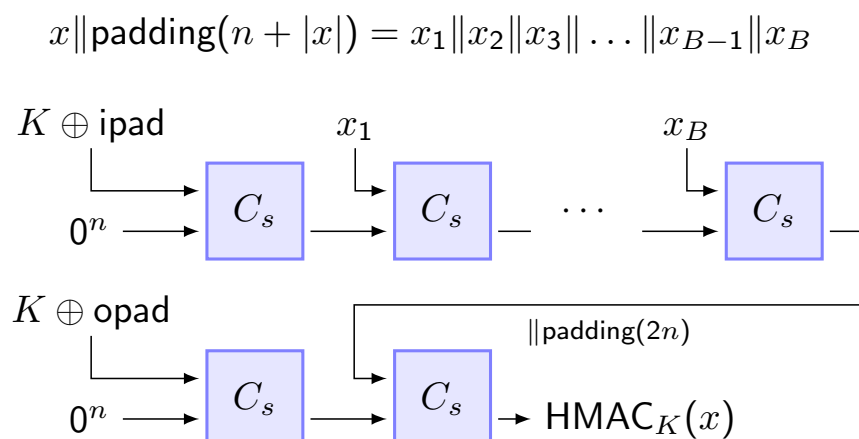 x‖padding(n + |x|) = x₁‖x₂‖x₃‖ … ‖x_{B−1}‖x_B
K ⊕ ipad x₁ x_B
C_s C_s ⋯ C_s
0ⁿ
K ⊕ opad
‖padding(2n)
C_s C_s
0ⁿ HMAC_K(x)